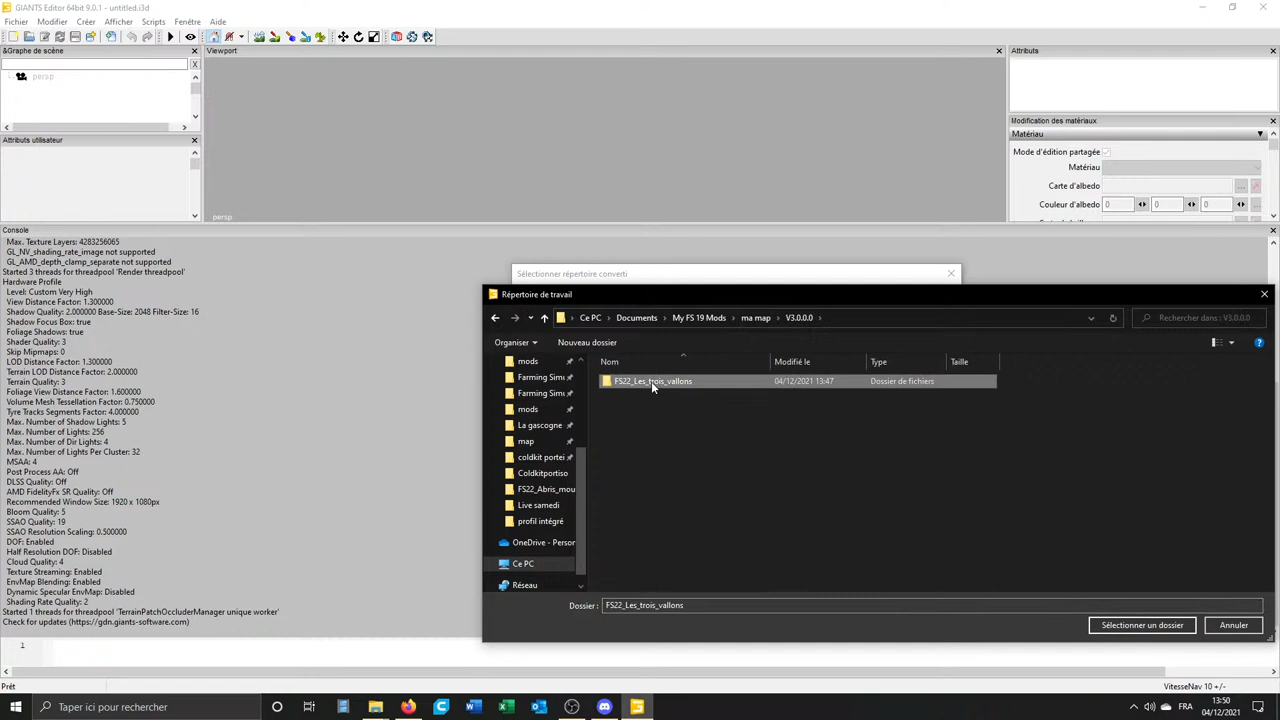 GIANTS Editor 64bit 9.0.1 - untitled.i3d
Fichier Modifier Créer Afficher Scripts Fenêtre Aide
&Graphe de scène
X
persp
Attributs utilisateur
Viewport
persp
Attributs
Modification des matériaux
Matériau
Mode d'édition partagée
Matériau
Carte d'albedo
Couleur d'albedo 0 0 0
Console
Max. Texture Layers: 4283256065
GL_NV_shading_rate_image not supported
GL_AMD_depth_clamp_separate not supported
Started 3 threads for threadpool 'Render threadpool'
Hardware Profile
Level: Custom Very High
View Distance Factor: 1.300000
Shadow Quality: 2.000000 Base-Size: 2048 Filter-Size: 16
Shadow Focus Box: true
Foliage Shadows: true
SSS Quality: 3
Skip Mipmaps: 0
LOD Distance Factor: 1.300000
Terrain LOD Distance Factor: 2.000000
Terrain Quality: 3
Foliage View Distance Factor: 1.600000
Volume Mesh Tessellation Factor: 0.750000
Tyre Tracks Segments Factor: 4.000000
Max. Number of Shadow Lights: 5
Max. Number of Lights: 256
Max. Number of Dir Lights: 4
Max. Number of Lights Per Cluster: 32
MSAA: 4
Post Process AA: Off
DLSS Quality: Off
AMD FidelityFx SR Quality: Off
Recommended Window Size: 1920 x 1080px
Bloom Quality: 5
SSAO Quality: 19
SSAO Resolution Scaling: 0.500000
DOF: Enabled
Half Resolution DOF: Disabled
Cloud Quality: 4
Texture Streaming: Enabled
EnvMap Blending: Enabled
Dynamic Specular EnvMap: Disabled
Shading Rate Quality: 2
Started 1 threads for threadpool 'TerrainPatchOccluderManager unique worker'
Check for updates (https://gdn.giants-software.com)
1
Sélectionner répertoire converti
Répertoire de travail
Ce PC > Documents > My FS 19 Mods > ma map > V3.0.0.0 >
Rechercher dans : V3.0.0.0
Organiser Nouveau dossier
Nom Modifié le Type Taille
FS22_Les_trois_vallons 04/12/2021 13:47 Dossier de fichiers
mods
Farming Simu
Farming Simu
mods
La gascogne
map
coldkit portei
Coldkitportiso
FS22_Abris_mou
Live samedi
profil intégré
OneDrive - Person
Ce PC
Réseau
Dossier : FS22_Les_trois_vallons
Sélectionner un dossier Annuler
Prêt
VitesseNav 10 +/-
Taper ici pour rechercher
FRA
13:50
04/12/2021